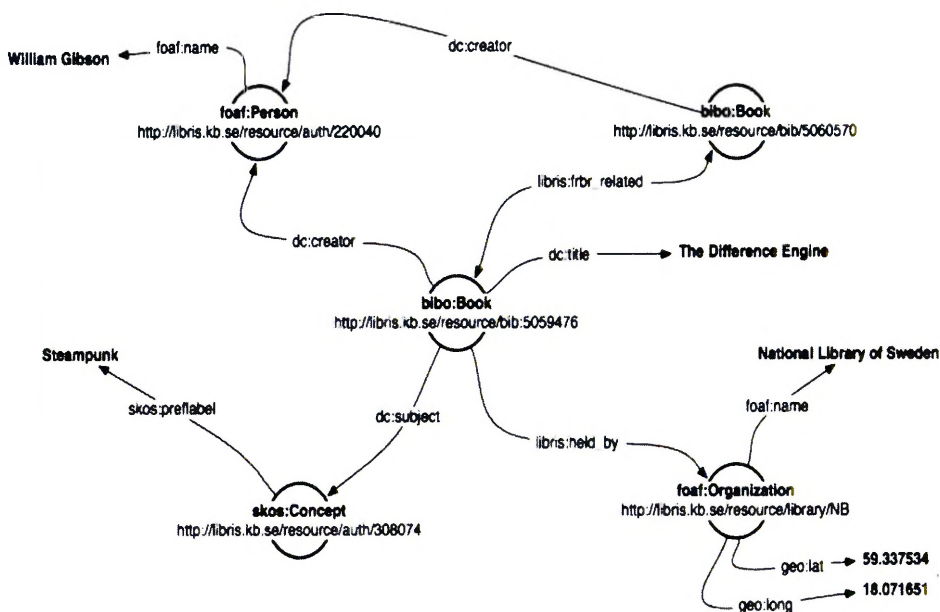 dc:creator
foaf:name
William Gibson
foaf:Person
http://libris.kb.se/resource/auth/220040
bibo:Book
http://libris.kb.se/resource/bib/5060570
libris:frbr_related
dc:creator
dc:title
The Difference Engine
bibo:Book
http://libris.kb.se/resource/bib:5059476
Steampunk
National Library of Sweden
skos:preflabel
dc:subject
foaf:name
libris:held_by
foaf:Organization
http://libris.kb.se/resource/library/NB
skos:Concept
http://libris.kb.se/resource/auth/308074
geo:lat
59.337534
18.071651
geo:long